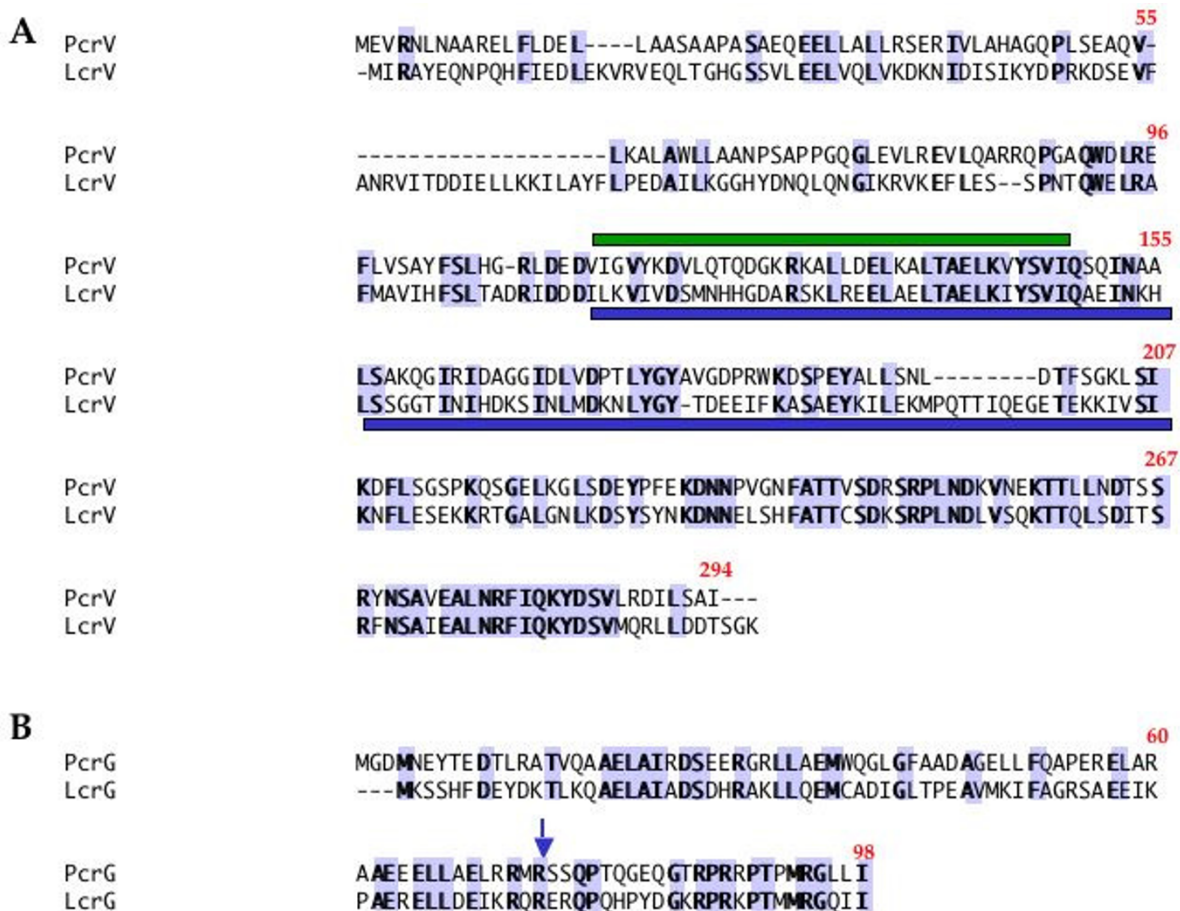 A
55
PcrV MEVRNLNAARELFLDEL----LAASAAPASAEQEELLALLRSERIVLAHAGQPLSEAQV-
LcrV -MIRAYEQNPQHFIEDLEKVRVEQLTGHGSSVLEELVQLVKDKNIDISIKYDPRKDSEVF
96
PcrV -------------------LKALAWLLAANPSAPPGQGLEVLREVLQARRQPGAQWDLRE
LcrV ANRVITDDIELLKKILAYFLPEDAILKGGHYDNQLQNGIKRVKEFLES--SPNTQWELRA
155
PcrV FLVSAYFSLHG-RLDEDVIGVYKDVLQTQDGKRKALLDELKALTAELKVYSVIQSQINAA
LcrV FMAVIHFSLTADRIDDDILKVIVDSMNHHGDARSKLREELAELTAELKIYSVIQAEINKH
207
PcrV LSAKQGIRIDAGGIDLVDPTLYGYAVGDPRWKDSPEYALLSNL--------DTFSGKLSI
LcrV LSSGGTINIHDKSINLMDKNLYGY-TDEEIFKASAEYKILEKMPQTTIQEGETEKKIVSI
267
PcrV KDFLSGSPKQSGELKGLSDEYPFEKDNNPVGNFATTVSDRSRPLNDKVNEKTTLLNDTSS
LcrV KNFLESEKKRTGALGNLKDSYSYNKDNNELSHFATTCSDKSRPLNDLVSQKTTQLSDITS
294
PcrV RYNSAVEALNRFIQKYDSVLRDILSAI---
LcrV RFNSAIEALNRFIQKYDSVMQRLLDDTSGK
B
60
PcrG MGDMNEYTEDTLRATVQAAELAIRDSEERGRLLAEMWQGLGFAADAGELLFQAPERELAR
LcrG ---MKSSHFDEYDKTLKQAELAIADSDHRAKLLQEMCADIGLTPEAVMKIFAGRSAEEIK
98
PcrG AAEEELLAELRRMRSSQPTQGEQGTRPRRPTPMRGLLI
LcrG PAERELLDEIKRQRERQPQHPYDGKRPRKPTMMRGQII